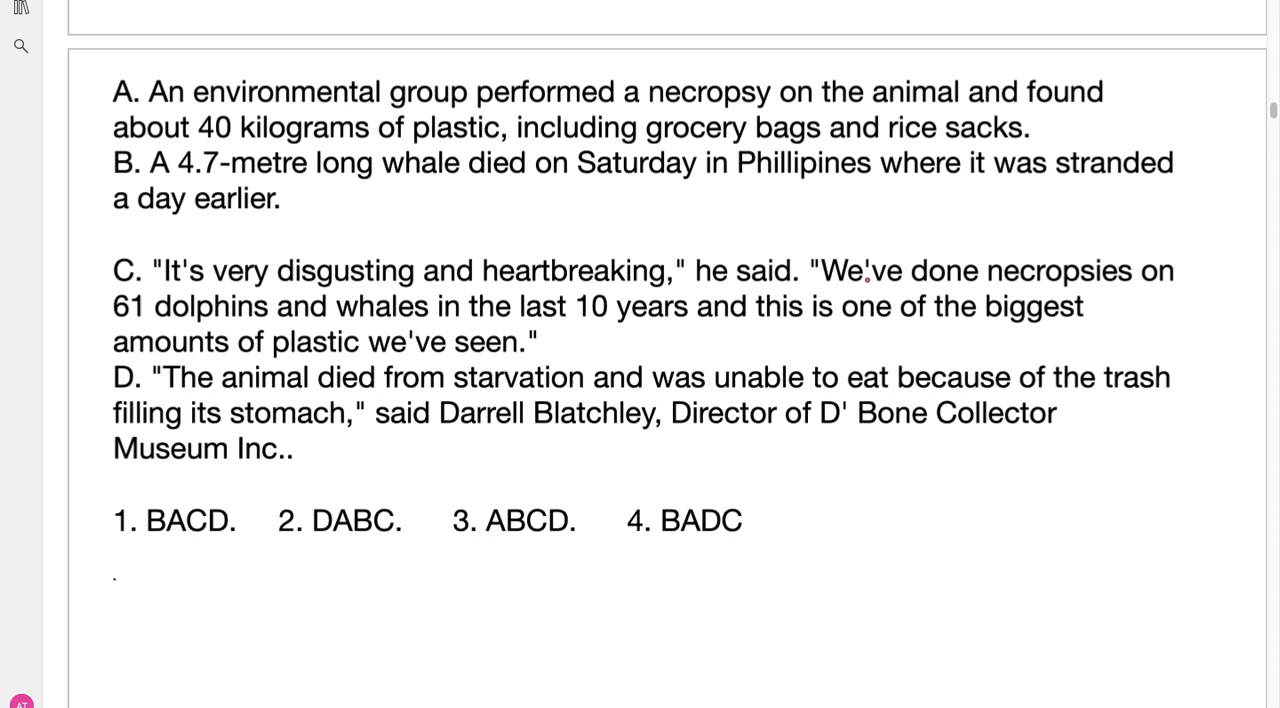 A. An environmental group performed a necropsy on the animal and found
about 40 kilograms of plastic, including grocery bags and rice sacks.
B. A 4.7-metre long whale died on Saturday in Phillipines where it was stranded
a day earlier.
C. "It's very disgusting and heartbreaking," he said. "We've done necropsies on
61 dolphins and whales in the last 10 years and this is one of the biggest
amounts of plastic we've seen."
D. "The animal died from starvation and was unable to eat because of the trash
filling its stomach," said Darrell Blatchley, Director of D' Bone Collector
Museum Inc..
1. BACD. 2. DABC. 3. ABCD. 4. BADC
.
AT